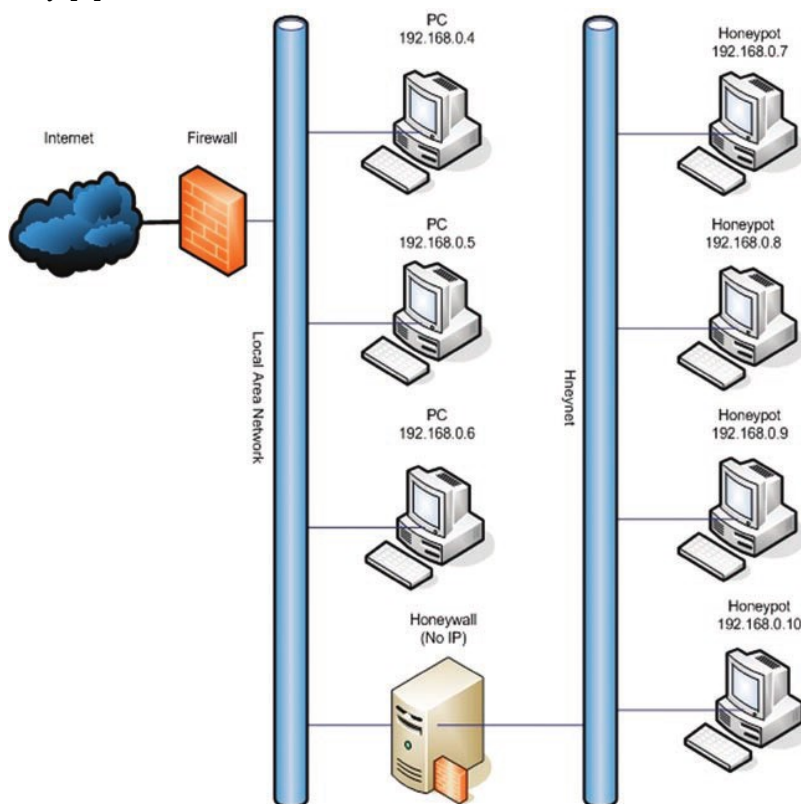 PC
192.168.0.4
Honeypot
192.168.0.7
Internet
Firewall
PC
192.168.0.5
Honeypot
192.168.0.8
Local Area Network
Hneynet
PC
192.168.0.6
Honeypot
192.168.0.9
Honeywall
(No IP)
Honeypot
192.168.0.10